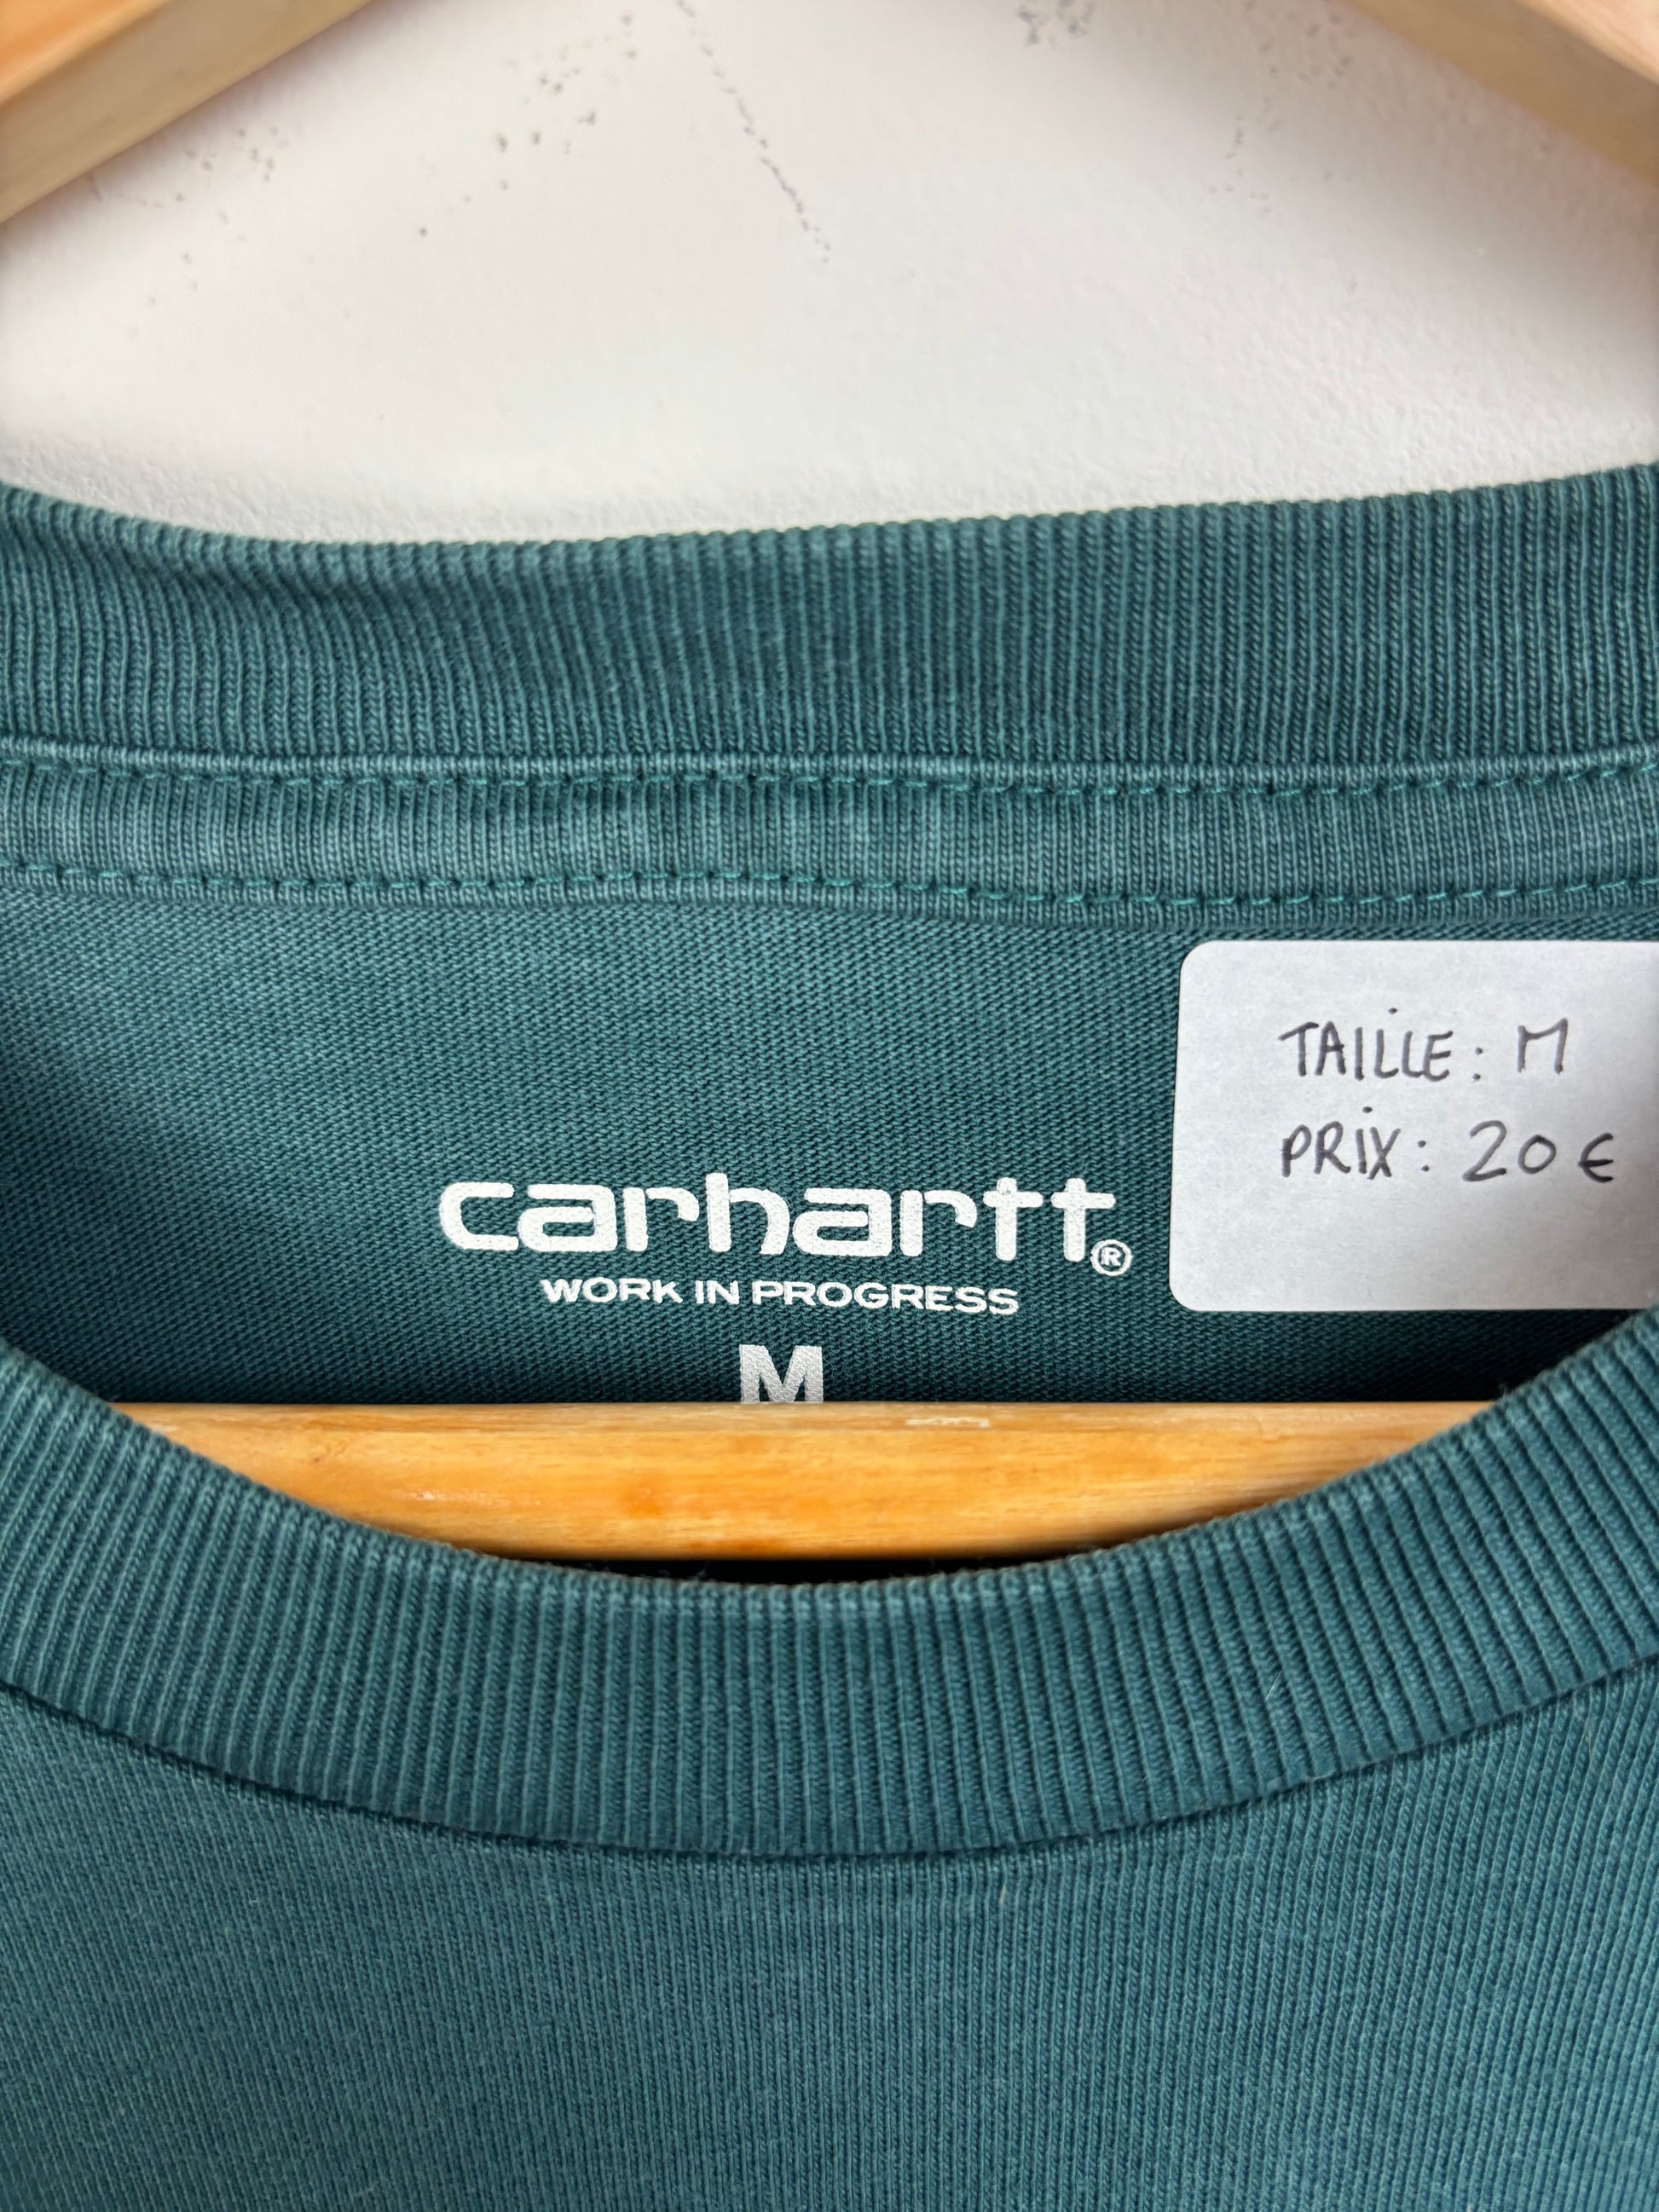 TAILLE : M
PRIX : 20 €
carhartt®
WORK IN PROGRESS
M